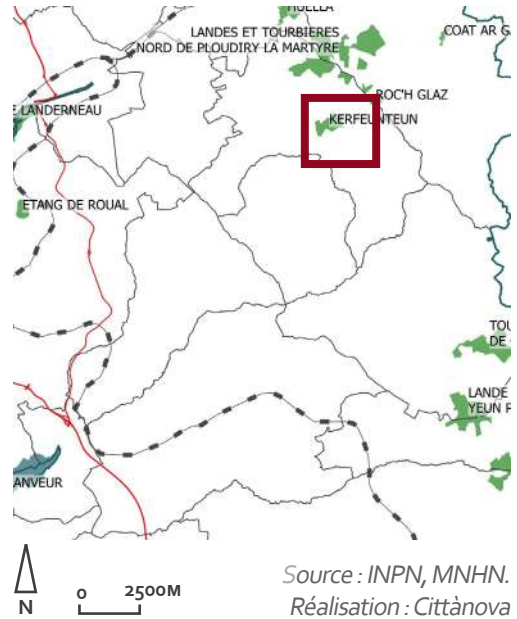 LANDES ET TOURBIERES
NORD DE PLOUDIRY LA MARTYRE
COAT AR G
ROC'H GLAZ
KERFEUNTEUN
E LANDERNEAU
ETANG DE ROUAL
TOU
DE
LANDE
YEUN
ANVEUR
N
0 2500M
Source : INPN, MNHN.
Réalisation : Cittànova